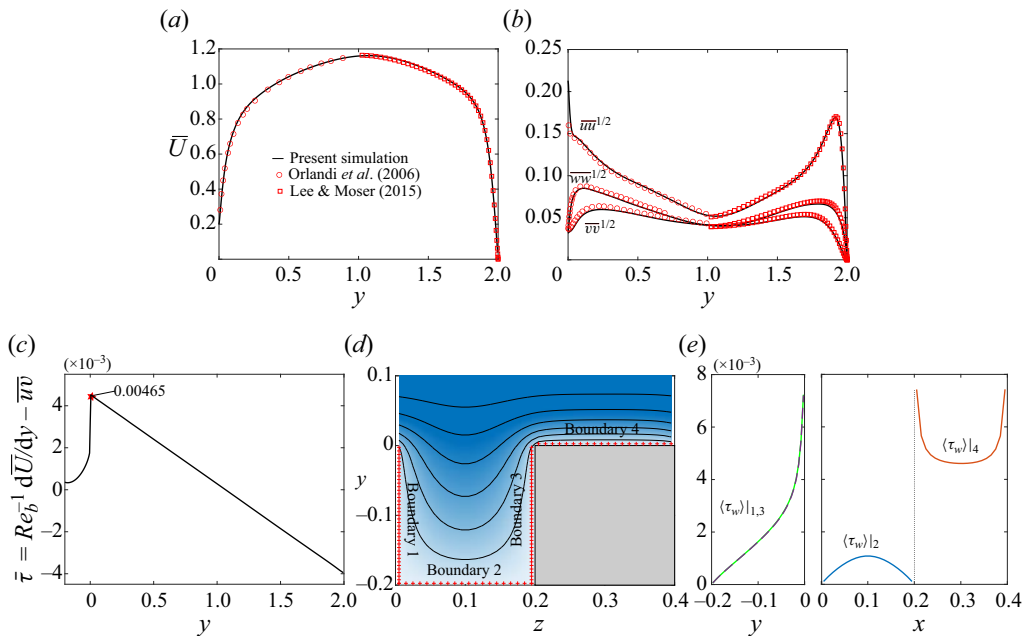 (a)
1.2
1.0
0.8
0.6
0.4
0.2
0 0.5 1.0 1.5 2.0
U̅
y
Present simulation
Orlandi et al. (2006)
Lee & Moser (2015)
(b)
0.25
0.20
0.15
0.10
0.05
0 0.5 1.0 1.5 2.0
y
u̅u̅^1/2
w̅w̅^1/2
v̅v̅^1/2
(c)
(×10−3)
4
2
0
−2
−4
0 0.5 1.0 1.5 2.0
τ̅ = Re_b^−1 dU̅/dy − u̅v̅
y
0.00465
(d)
0.1
0
−0.1
−0.2
0 0.1 0.2 0.3 0.4
y
z
Boundary 1
Boundary 2
Boundary 3
Boundary 4
(e)
(×10−3)
8
6
4
2
0
−0.2 −0.1 0
y
⟨τw⟩|1,3
0 0.1 0.2 0.3 0.4
x
⟨τw⟩|2
⟨τw⟩|4